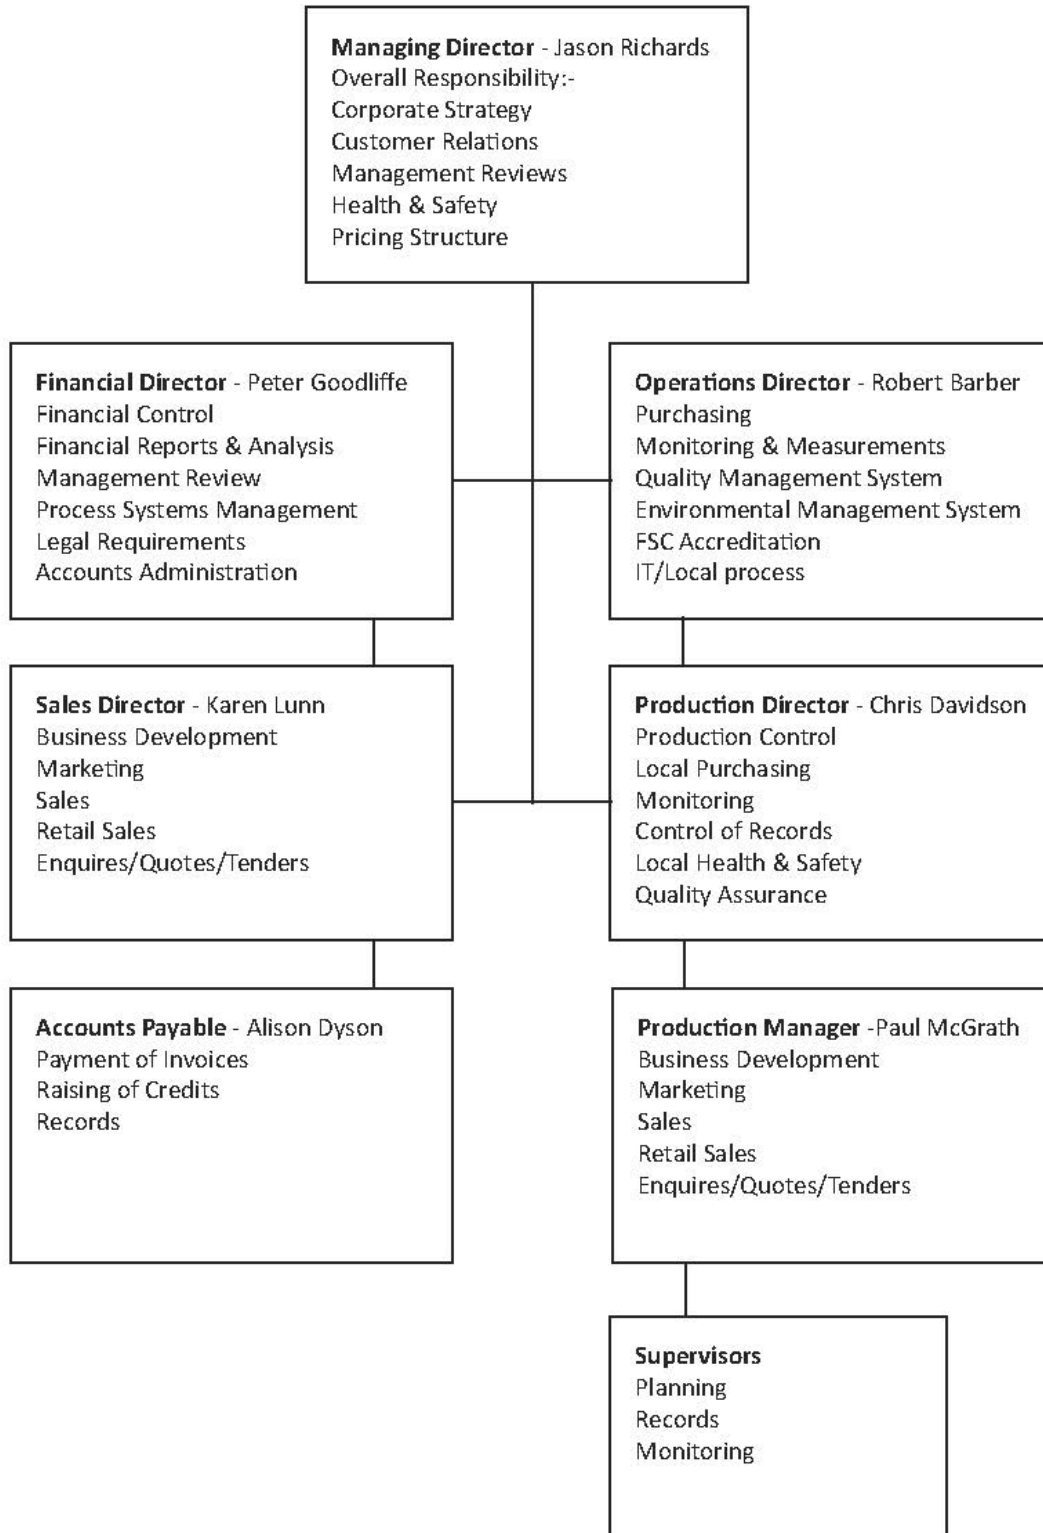 Managing Director - Jason Richards
Overall Responsibility:-
Corporate Strategy
Customer Relations
Management Reviews
Health & Safety
Pricing Structure
Financial Director - Peter Goodliffe
Financial Control
Financial Reports & Analysis
Management Review
Process Systems Management
Legal Requirements
Accounts Administration
Operations Director - Robert Barber
Purchasing
Monitoring & Measurements
Quality Management System
Environmental Management System
FSC Accreditation
IT/Local process
Sales Director - Karen Lunn
Business Development
Marketing
Sales
Retail Sales
Enquires/Quotes/Tenders
Production Director - Chris Davidson
Production Control
Local Purchasing
Monitoring
Control of Records
Local Health & Safety
Quality Assurance
Accounts Payable - Alison Dyson
Payment of Invoices
Raising of Credits
Records
Production Manager -Paul McGrath
Business Development
Marketing
Sales
Retail Sales
Enquires/Quotes/Tenders
Supervisors
Planning
Records
Monitoring